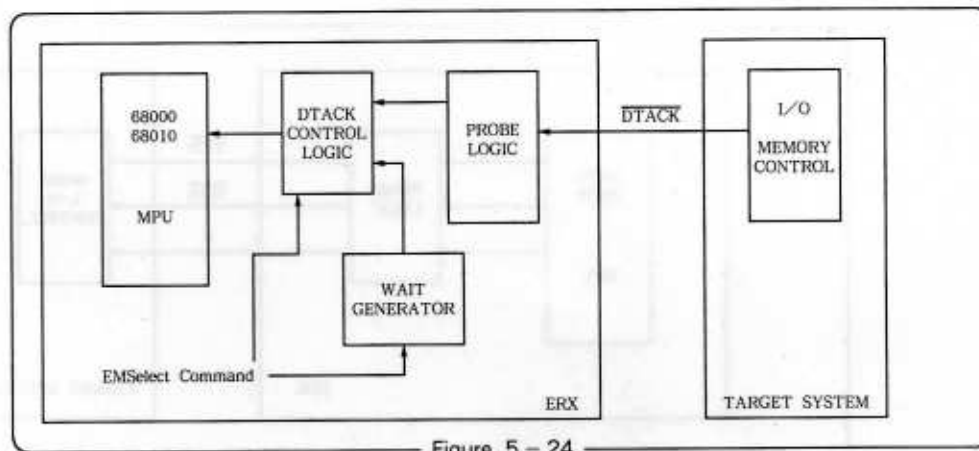 68000
68010
MPU
DTACK
CONTROL
LOGIC
PROBE
LOGIC
DTACK
I/O
MEMORY
CONTROL
WAIT
GENERATOR
EMSelect Command
ERX
TARGET SYSTEM
Figure 5-24